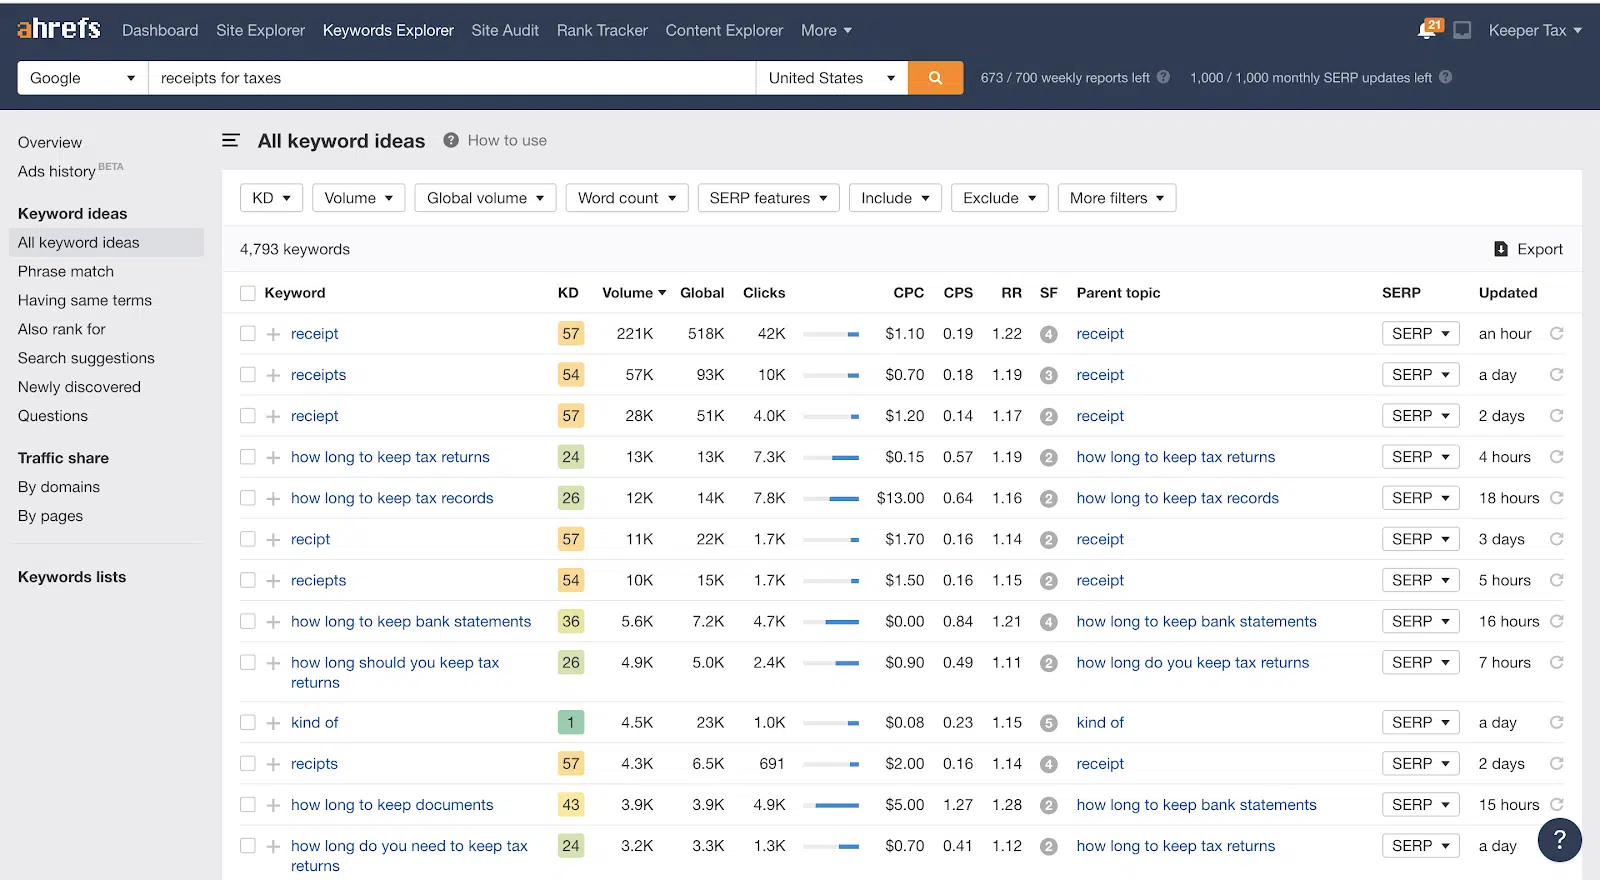 ahrefs Dashboard Site Explorer Keywords Explorer Site Audit Rank Tracker Content Explorer More 21 Keeper Tax
Google receipts for taxes United States 673 / 700 weekly reports left ? 1,000 / 1,000 monthly SERP updates left ?
Overview
Ads history BETA
Keyword ideas
All keyword ideas
Phrase match
Having same terms
Also rank for
Search suggestions
Newly discovered
Questions
Traffic share
By domains
By pages
Keywords lists
All keyword ideas ? How to use
KD Volume Global volume Word count SERP features Include Exclude More filters
4,793 keywords Export
Keyword KD Volume Global Clicks CPC CPS RR SF Parent topic SERP Updated
receipt 57 221K 518K 42K $1.10 0.19 1.22 4 receipt SERP an hour
receipts 54 57K 93K 10K $0.70 0.18 1.19 3 receipt SERP a day
reciept 57 28K 51K 4.0K $1.20 0.14 1.17 2 receipt SERP 2 days
how long to keep tax returns 24 13K 13K 7.3K $0.15 0.57 1.19 2 how long to keep tax returns SERP 4 hours
how long to keep tax records 26 12K 14K 7.8K $13.00 0.64 1.16 2 how long to keep tax records SERP 18 hours
recipt 57 11K 22K 1.7K $1.70 0.16 1.14 2 receipt SERP 3 days
reciepts 54 10K 15K 1.7K $1.50 0.16 1.15 2 receipt SERP 5 hours
how long to keep bank statements 36 5.6K 7.2K 4.7K $0.00 0.84 1.21 4 how long to keep bank statements SERP 16 hours
how long should you keep tax 26 4.9K 5.0K 2.4K $0.90 0.49 1.11 2 how long do you keep tax returns SERP 7 hours
returns
kind of 1 4.5K 23K 1.0K $0.08 0.23 1.15 5 kind of SERP a day
recipts 57 4.3K 6.5K 691 $2.00 0.16 1.14 4 receipt SERP 2 days
how long to keep documents 43 3.9K 3.9K 4.9K $5.00 1.27 1.28 2 how long to keep bank statements SERP 15 hours
how long do you need to keep tax 24 3.2K 3.3K 1.3K $0.70 0.41 1.12 2 how long to keep tax returns SERP a day
returns
?